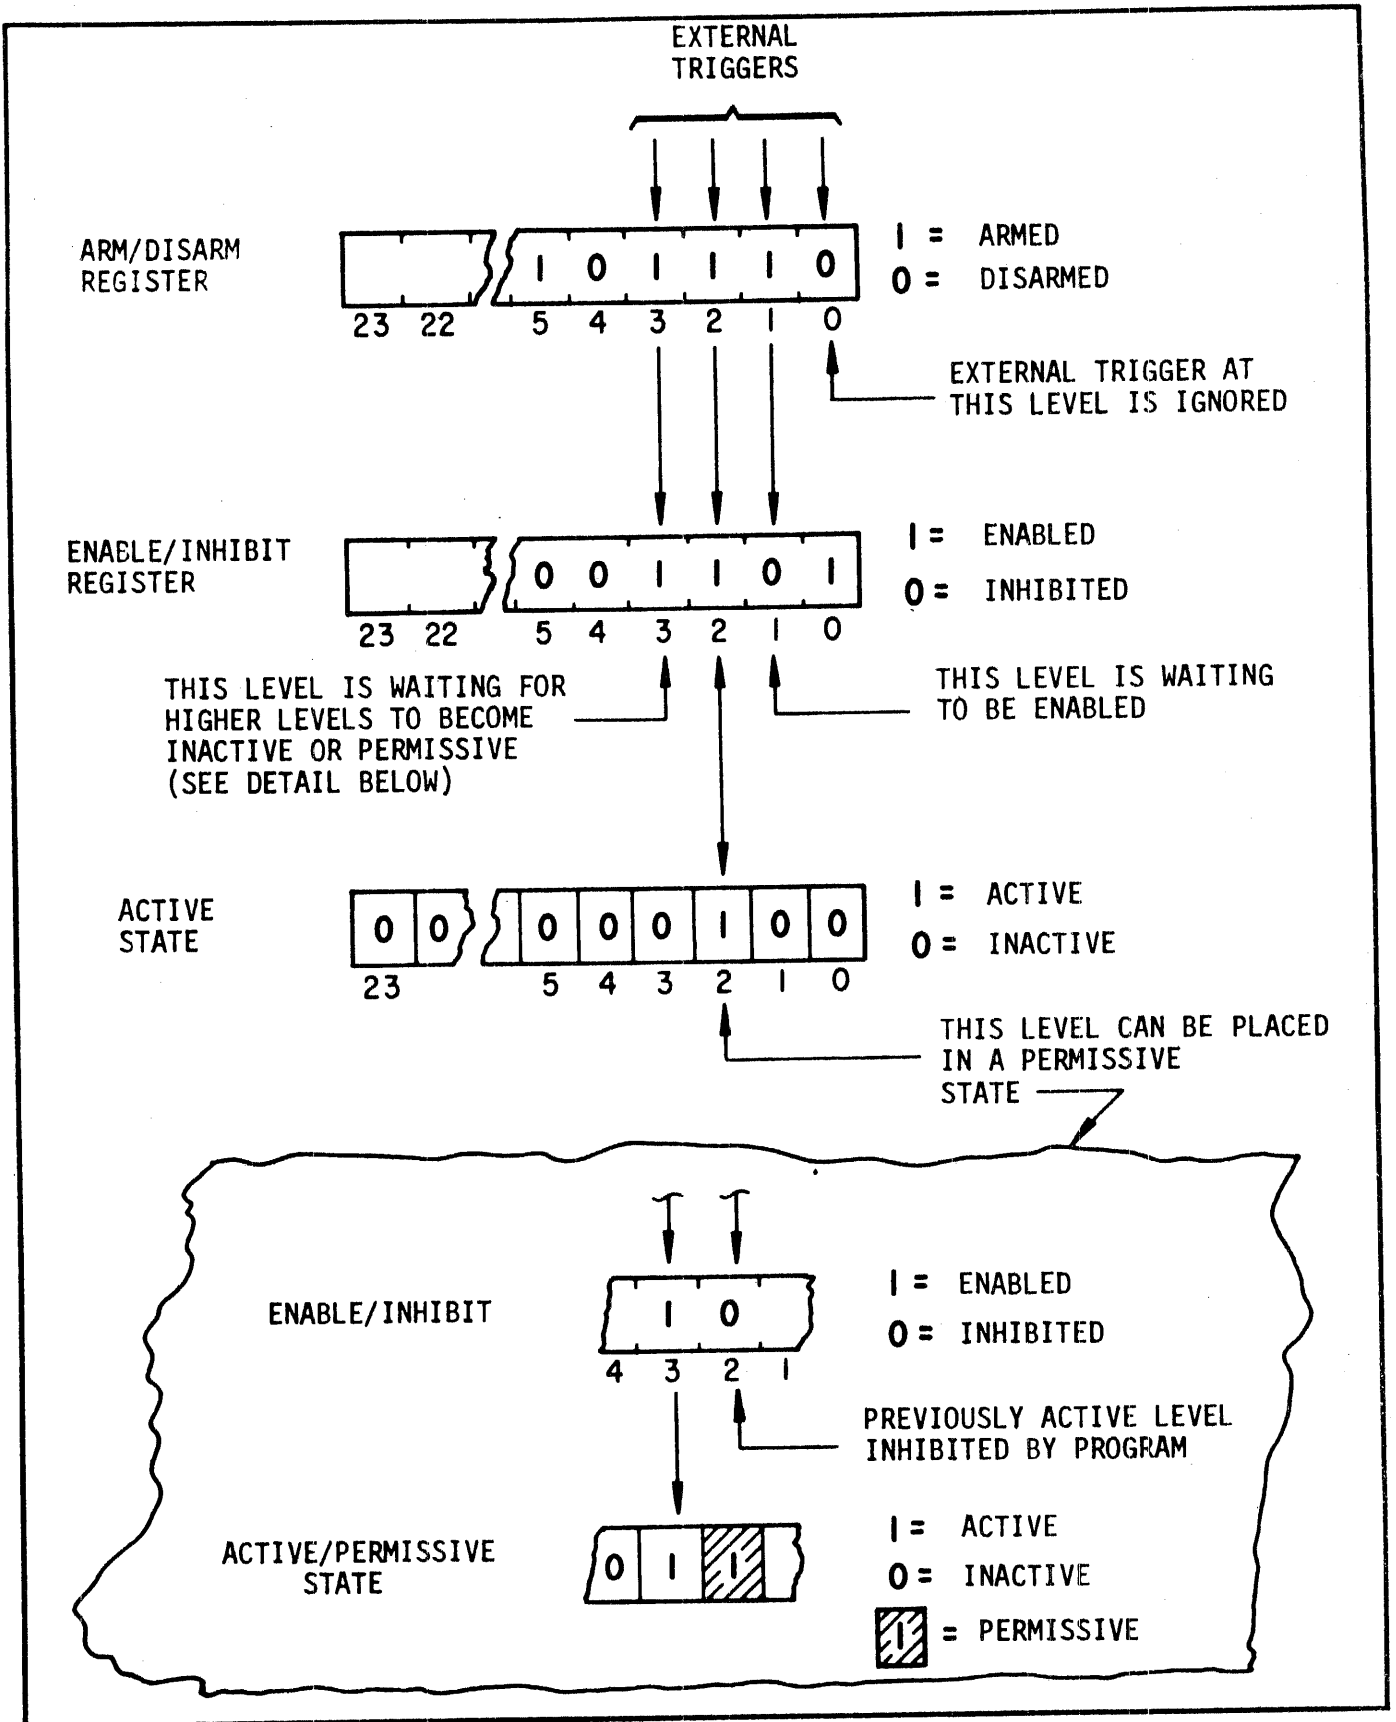 EXTERNAL
TRIGGERS
ARM/DISARM
REGISTER
1 0 1 1 1 0
1 = ARMED
0 = DISARMED
23 22 5 4 3 2 1 0
EXTERNAL TRIGGER AT
THIS LEVEL IS IGNORED
ENABLE/INHIBIT
REGISTER
0 0 1 1 0 1
1 = ENABLED
0 = INHIBITED
23 22 5 4 3 2 1 0
THIS LEVEL IS WAITING FOR
HIGHER LEVELS TO BECOME
INACTIVE OR PERMISSIVE
(SEE DETAIL BELOW)
THIS LEVEL IS WAITING
TO BE ENABLED
ACTIVE
STATE
0 0 0 0 0 1 0 0
1 = ACTIVE
0 = INACTIVE
23 5 4 3 2 1 0
THIS LEVEL CAN BE PLACED
IN A PERMISSIVE
STATE
ENABLE/INHIBIT
1 0
1 = ENABLED
0 = INHIBITED
4 3 2 1
PREVIOUSLY ACTIVE LEVEL
INHIBITED BY PROGRAM
ACTIVE/PERMISSIVE
STATE
0 1 1
1 = ACTIVE
0 = INACTIVE
1 = PERMISSIVE